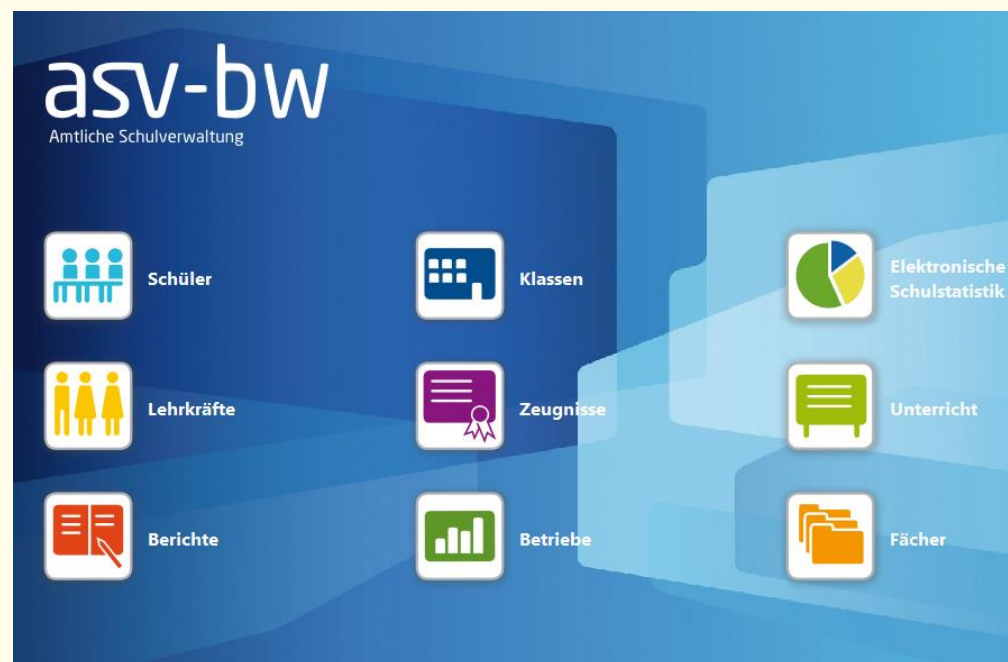 asv-bw
Amtliche Schulverwaltung
Schüler
Klassen
Elektronische
Schulstatistik
Lehrkräfte
Zeugnisse
Unterricht
Berichte
Betriebe
Fächer